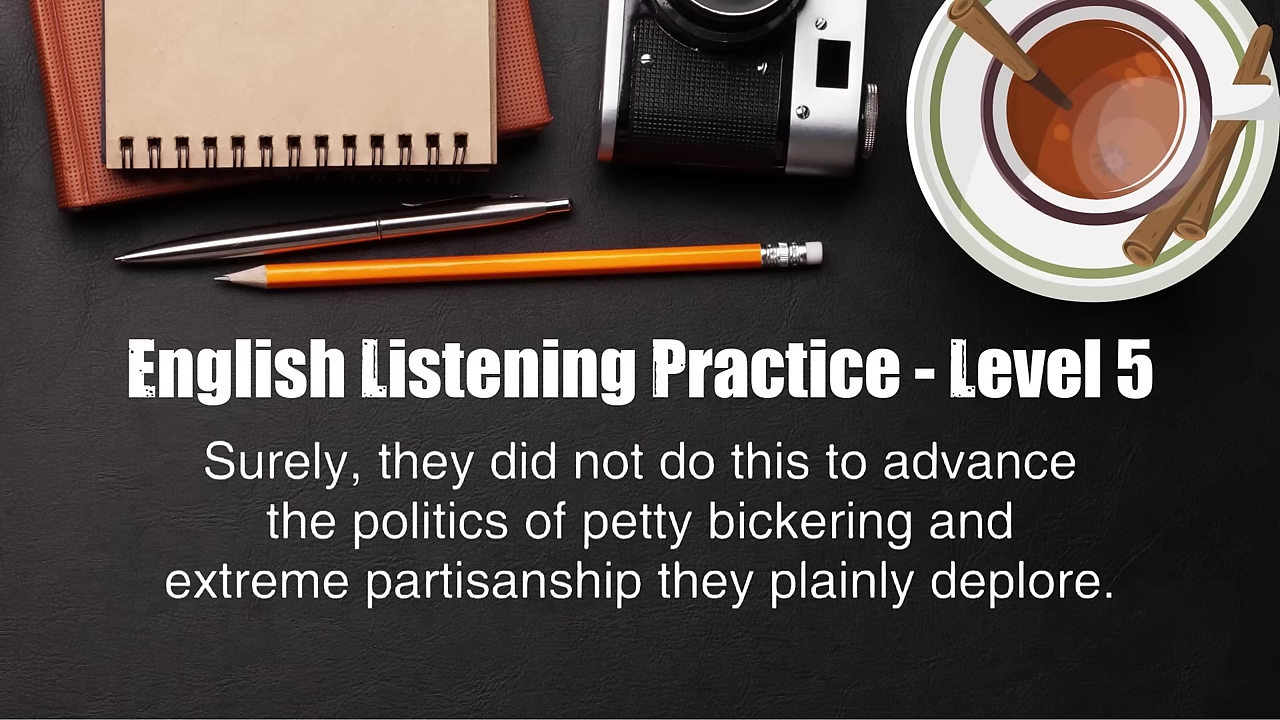 English Listening Practice - Level 5
Surely, they did not do this to advance
the politics of petty bickering and
extreme partisanship they plainly deplore.